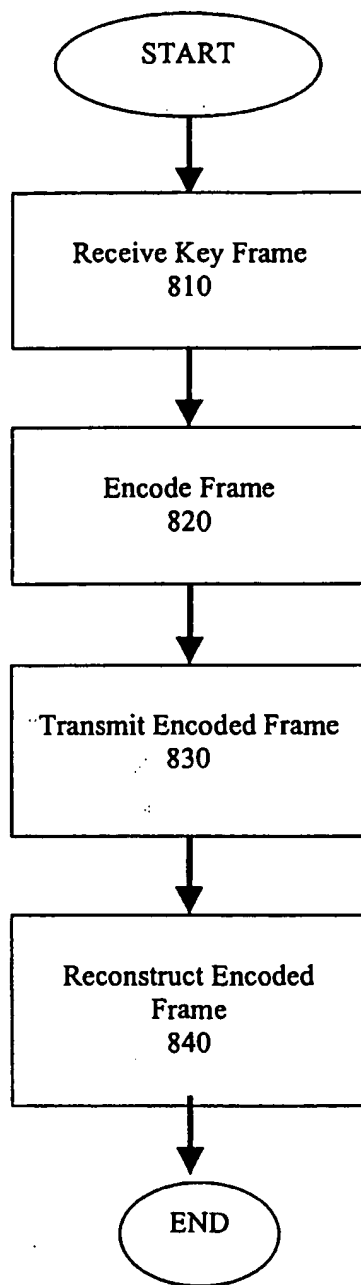 START
Receive Key Frame
810
Encode Frame
820
Transmit Encoded Frame
830
Reconstruct Encoded
Frame
840
END